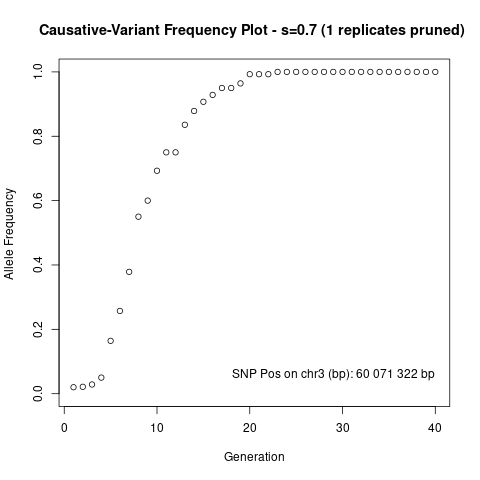 Causative-Variant Frequency Plot - s=0.7 (1 replicates pruned)
1.0
0.8
0.6
0.4
0.2
0.0
Allele Frequency
SNP Pos on chr3 (bp): 60 071 322 bp
0 10 20 30 40
Generation